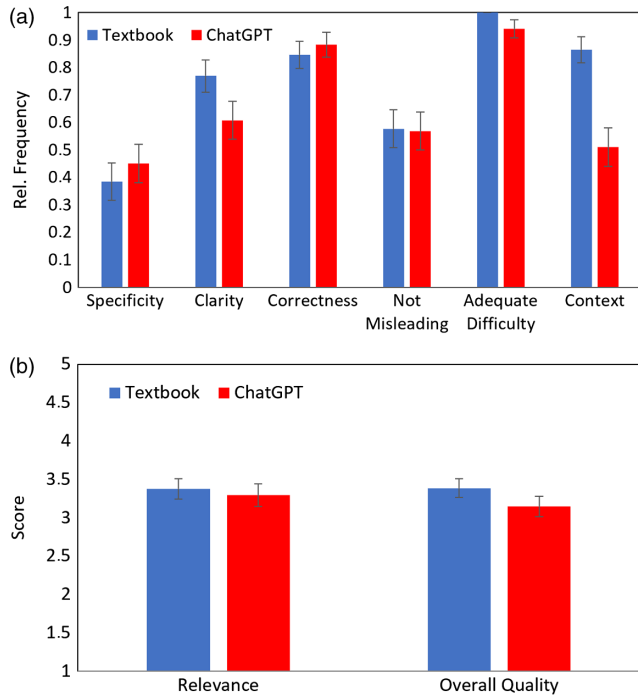 (a)
1
Textbook ChatGPT
0.9
0.8
0.7
0.6
0.5
0.4
0.3
0.2
0.1
0
Rel. Frequency
Specificity Clarity Correctness Not Adequate Context
Misleading Difficulty
(b)
5
Textbook ChatGPT
4.5
4
3.5
3
2.5
2
1.5
1
Score
Relevance Overall Quality